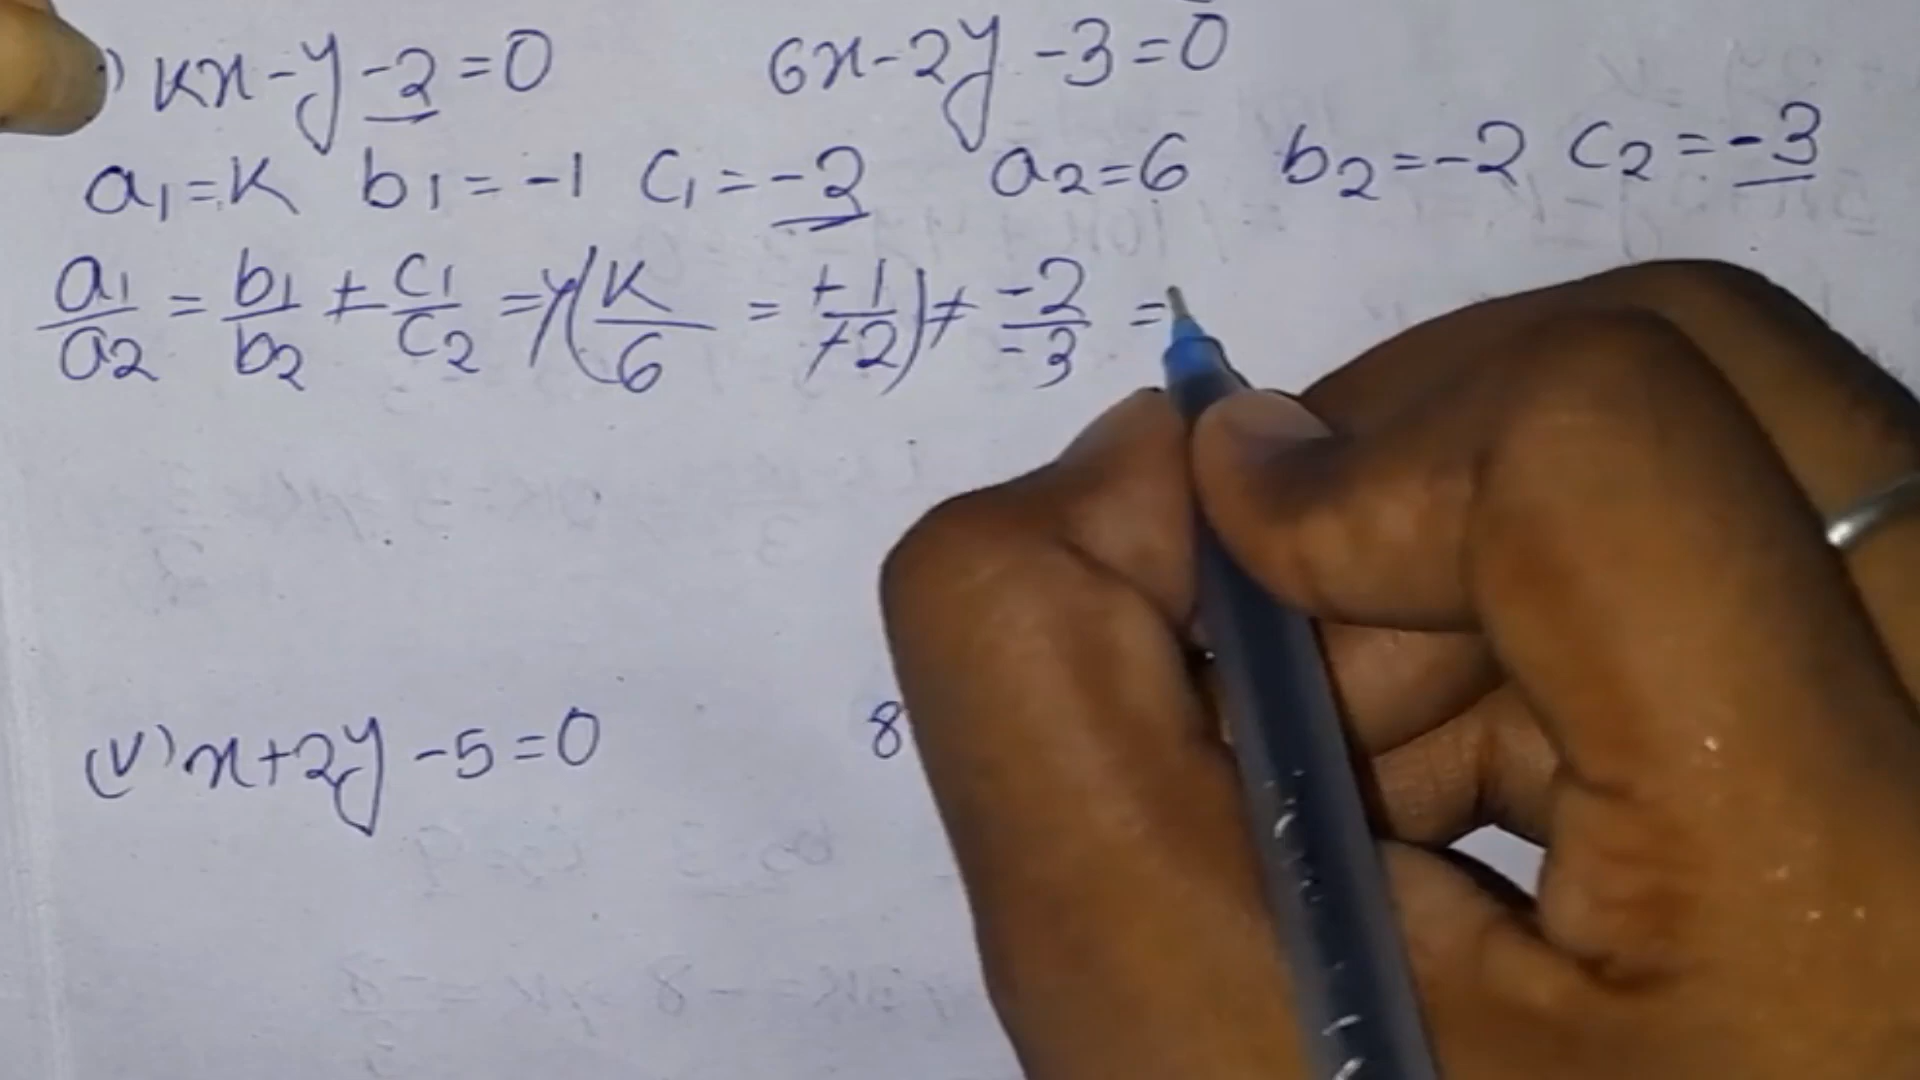 ) kx-y-2=0 6x-2y-3=0
a₁=k b₁=-1 c₁=-2 a₂=6 b₂=-2 c₂=-3
a₁/a₂ = b₁/b₂ ≠ c₁/c₂ => (k/6 = +1/+2) ≠ -2/-3 =
(v) x+2y-5=0 8